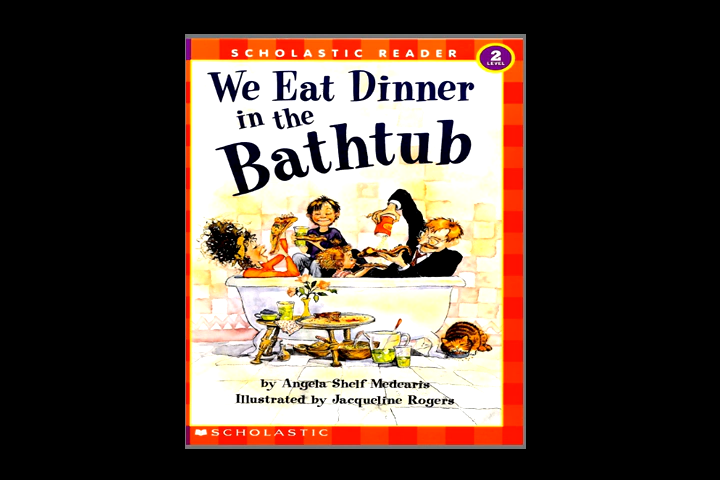 SCHOLASTIC READER
2
LEVEL
We Eat Dinner
in the
Bathtub
by Angela Shelf Medearis
Illustrated by Jacqueline Rogers
SCHOLASTIC